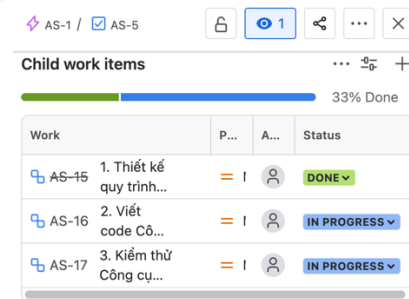 AS-1 / AS-5
1
Child work items
33% Done
Work P... A... Status
AS-15 1. Thiết kế
quy trình...
DONE
AS-16 2. Viết
code Cô...
IN PROGRESS
AS-17 3. Kiểm thử
Công cụ...
IN PROGRESS